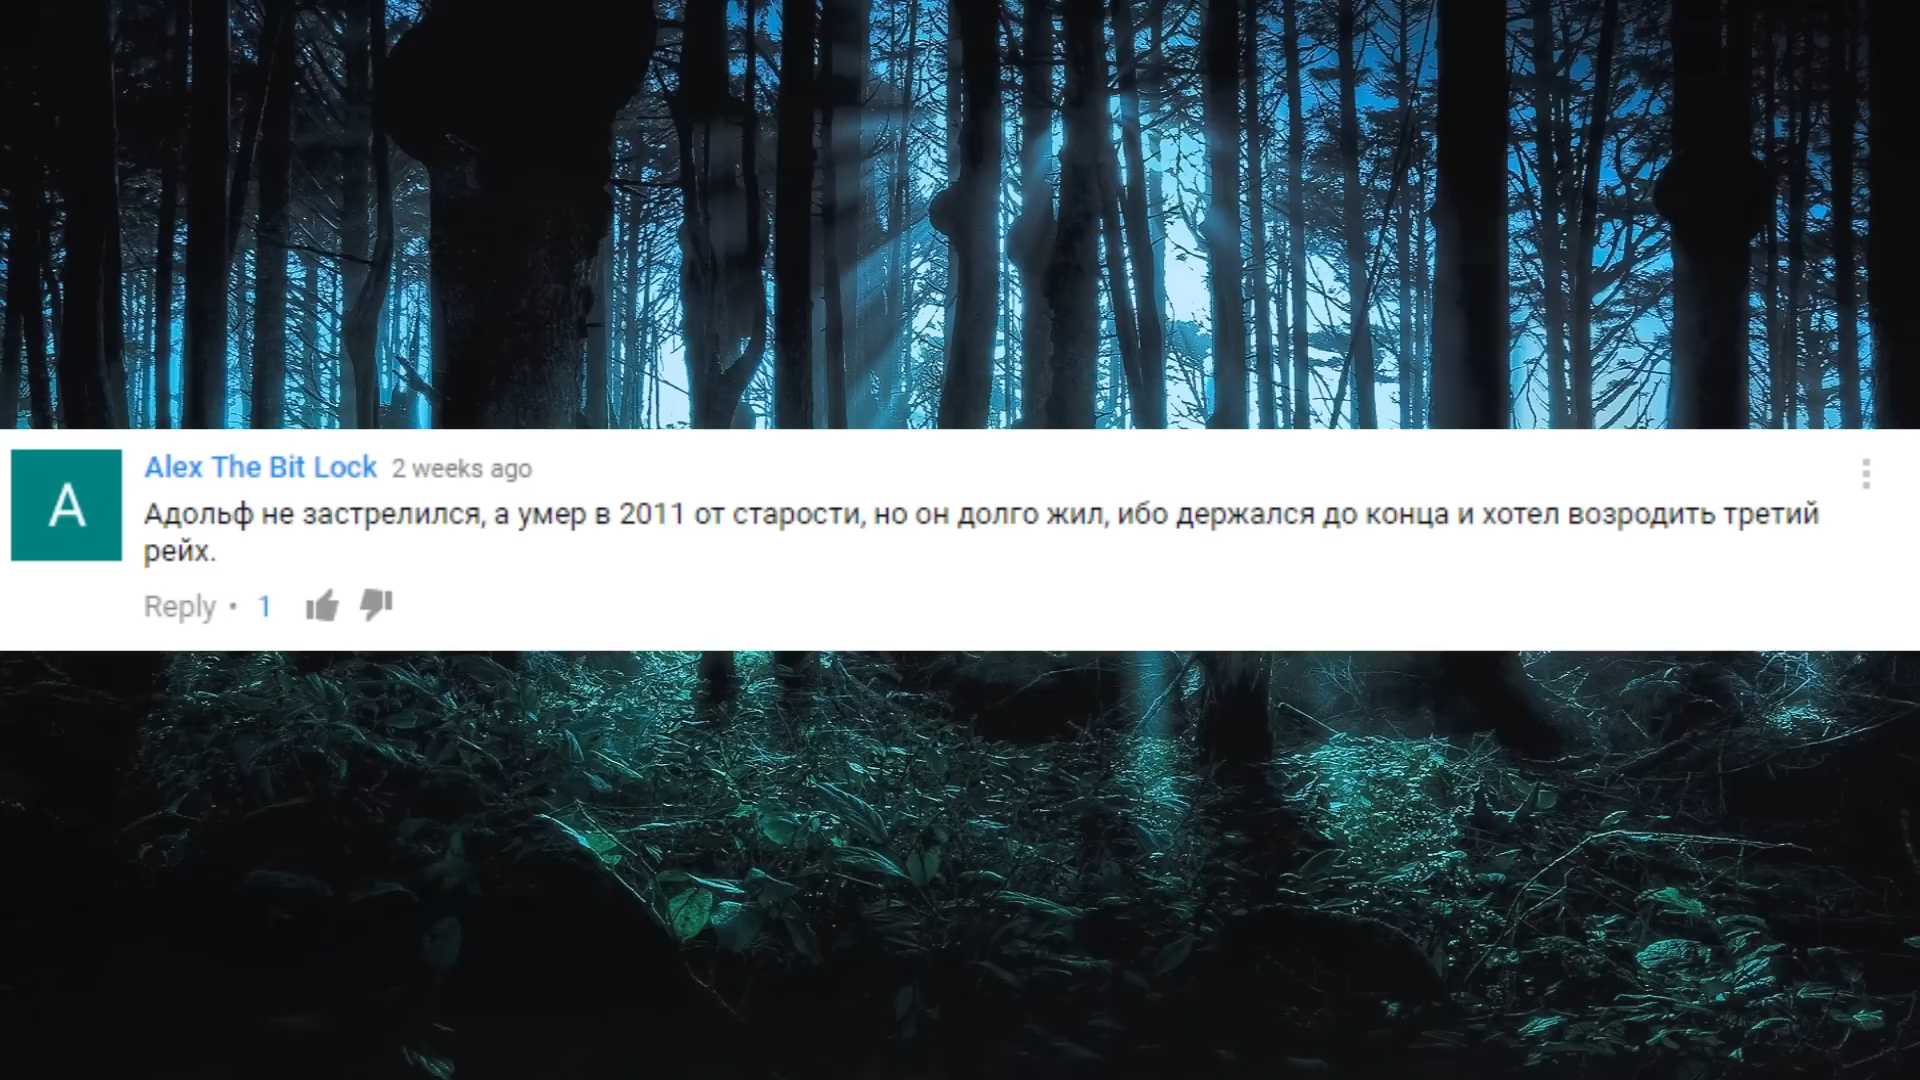 A
Alex The Bit Lock 2 weeks ago
Адольф не застрелился, а умер в 2011 от старости, но он долго жил, ибо держался до конца и хотел возродить третий
рейх.
Reply • 1